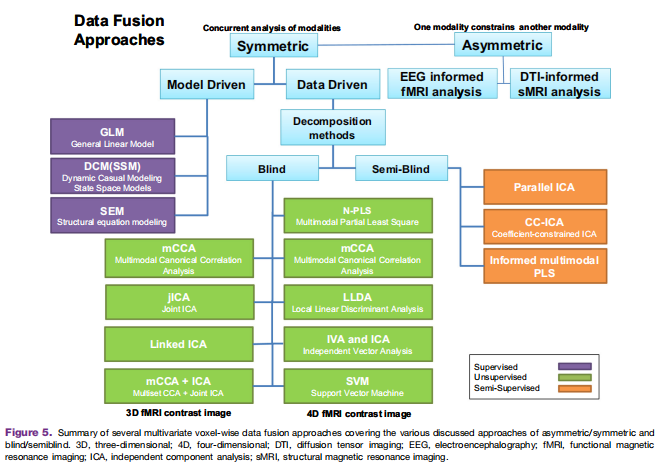 Data Fusion
Approaches
Concurrent analysis of modalities
One modality constrains another modality
Symmetric
Asymmetric
Model Driven
Data Driven
EEG informed
fMRI analysis
DTI-informed
sMRI analysis
Decomposition
methods
GLM
General Linear Model
DCM(SSM)
Dynamic Casual Modeling
State Space Models
SEM
Structural equation modeling
Blind
Semi-Blind
Parallel ICA
CC-ICA
Coefficient-constrained ICA
Informed multimodal
PLS
N-PLS
Multimodal Partial Least Square
mCCA
Multimodal Canonical Correlation
Analysis
mCCA
Multimodal Canonical Correlation
Analysis
jICA
Joint ICA
LLDA
Local Linear Discriminant Analysis
Linked ICA
IVA and ICA
Independent Vector Analysis
mCCA + ICA
Multiset CCA + Joint ICA
SVM
Support Vector Machine
3D fMRI contrast image
4D fMRI contrast image
Supervised
Unsupervised
Semi-Supervised
Figure 5. Summary of several multivariate voxel-wise data fusion approaches covering the various discussed approaches of asymmetric/symmetric and
blind/semiblind. 3D, three-dimensional; 4D, four-dimensional; DTI, diffusion tensor imaging; EEG, electroencephalography; fMRI, functional magnetic
resonance imaging; ICA, independent component analysis; sMRI, structural magnetic resonance imaging.